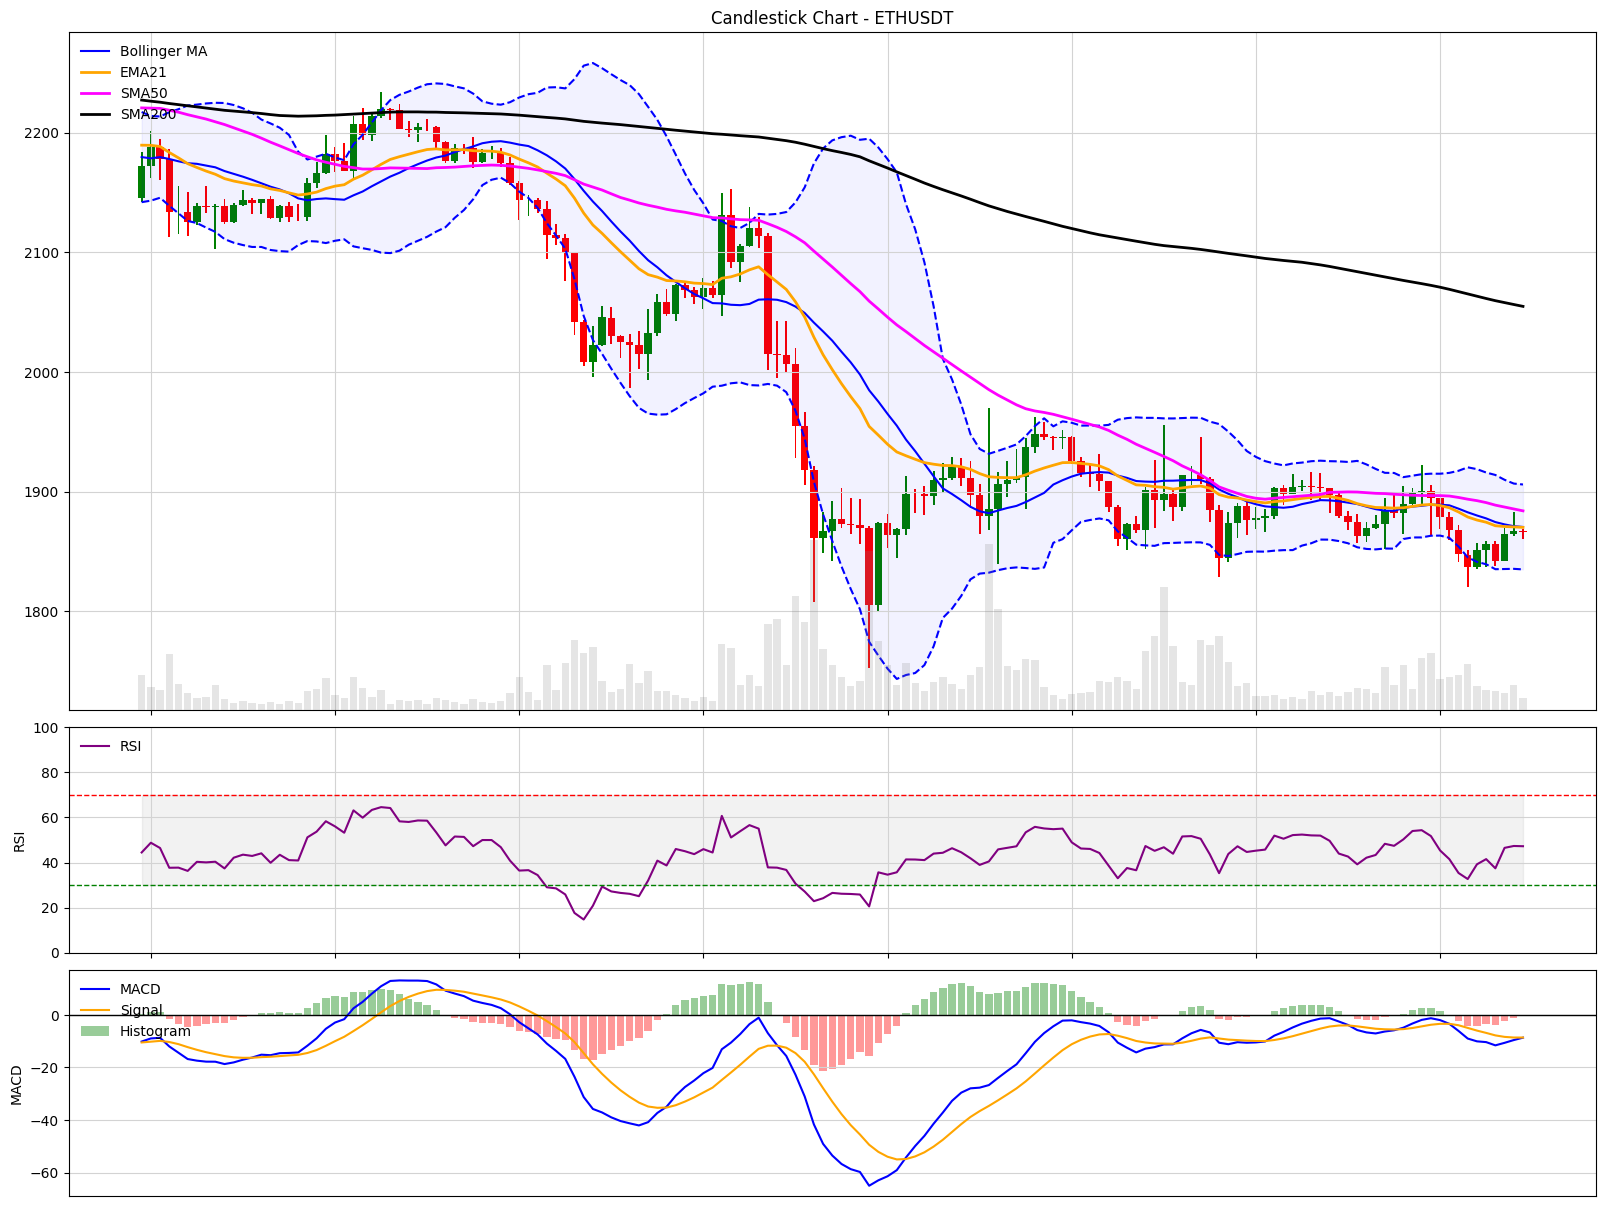 Candlestick Chart - ETHUSDT
Bollinger MA
EMA21
SMA50
SMA200
2200
2100
2000
1900
1800
RSI
100
80
60
40
20
0
RSI
MACD
Signal
Histogram
0
−20
−40
−60
MACD